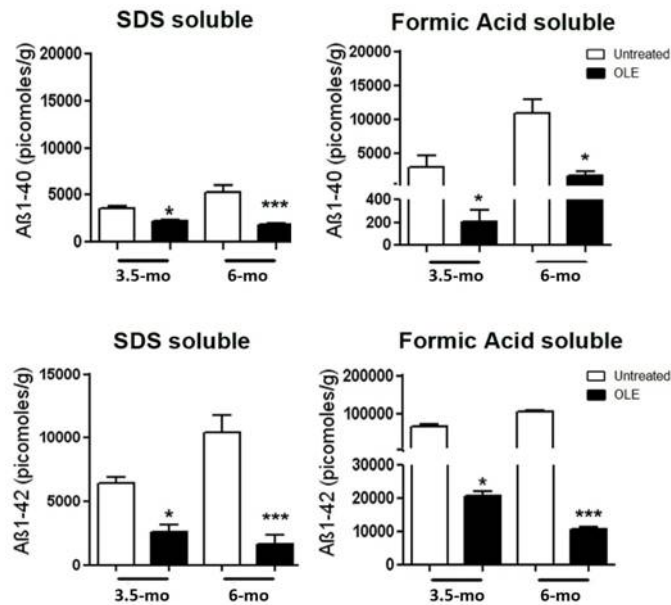 SDS soluble
Aß1-40 (picomoles/g)
20000
15000
10000
5000
0
*
***
3.5-mo
6-mo
Formic Acid soluble
Aß1-40 (picomoles/g)
20000
15000
10000
5000
400
200
0
*
*
Untreated
OLE
3.5-mo
6-mo
SDS soluble
Aß1-42 (picomoles/g)
15000
10000
5000
0
*
***
3.5-mo
6-mo
Formic Acid soluble
Aß1-42 (picomoles/g)
200000
100000
30000
20000
10000
0
*
***
Untreated
OLE
3.5-mo
6-mo